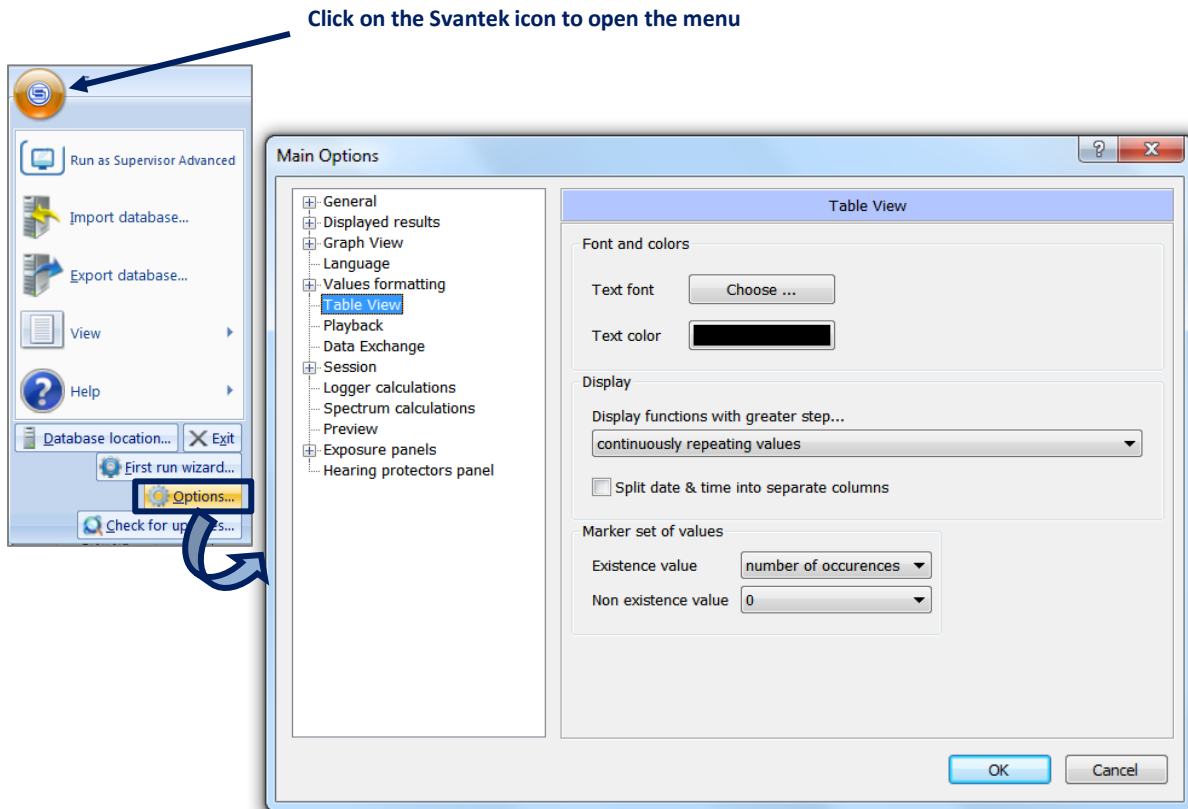 Click on the Svantek icon to open the menu
Run as Supervisor Advanced
Import database...
Export database...
View
Help
Database location...
Exit
First run wizard...
Options...
Check for
Main Options
?
X
General
Displayed results
Graph View
Language
Values formatting
Table View
Playback
Data Exchange
Session
Logger calculations
Spectrum calculations
Preview
Exposure panels
Hearing protectors panel
Table View
Font and colors
Text font
Choose ...
Text color
Display
Display functions with greater step...
continuously repeating values
Split date & time into separate columns
Marker set of values
Existence value
number of occurences
Non existence value
0
OK
Cancel